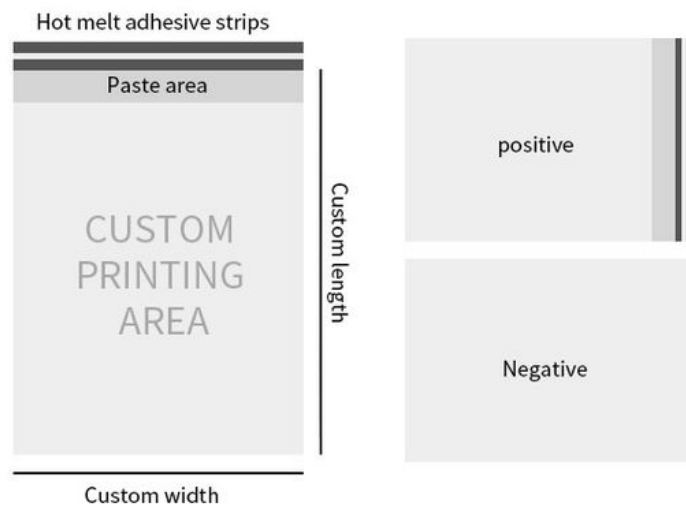 Hot melt adhesive strips
Paste area
CUSTOM
PRINTING
AREA
Custom length
Custom width
positive
Negative